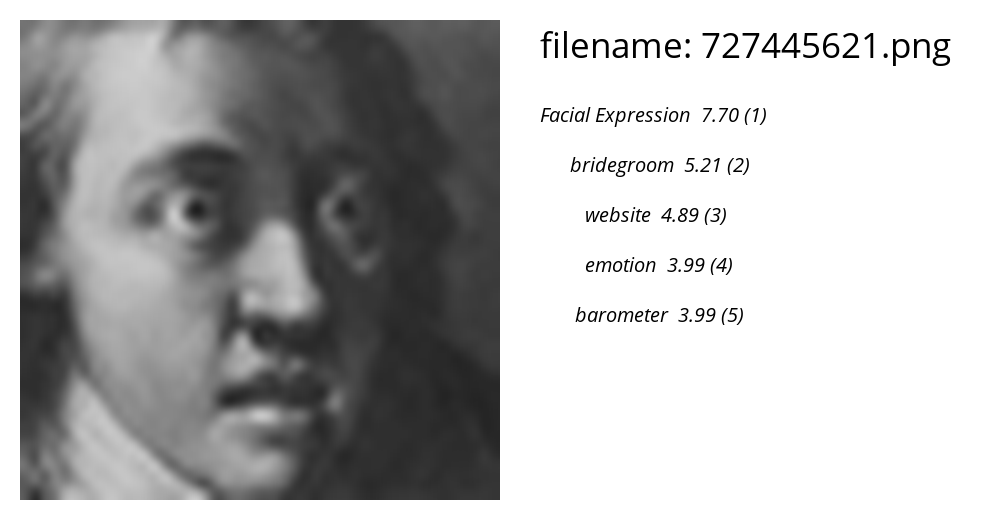 filename: 727445621.png
Facial Expression 7.70 (1)
bridegroom 5.21 (2)
website 4.89 (3)
emotion 3.99 (4)
barometer 3.99 (5)